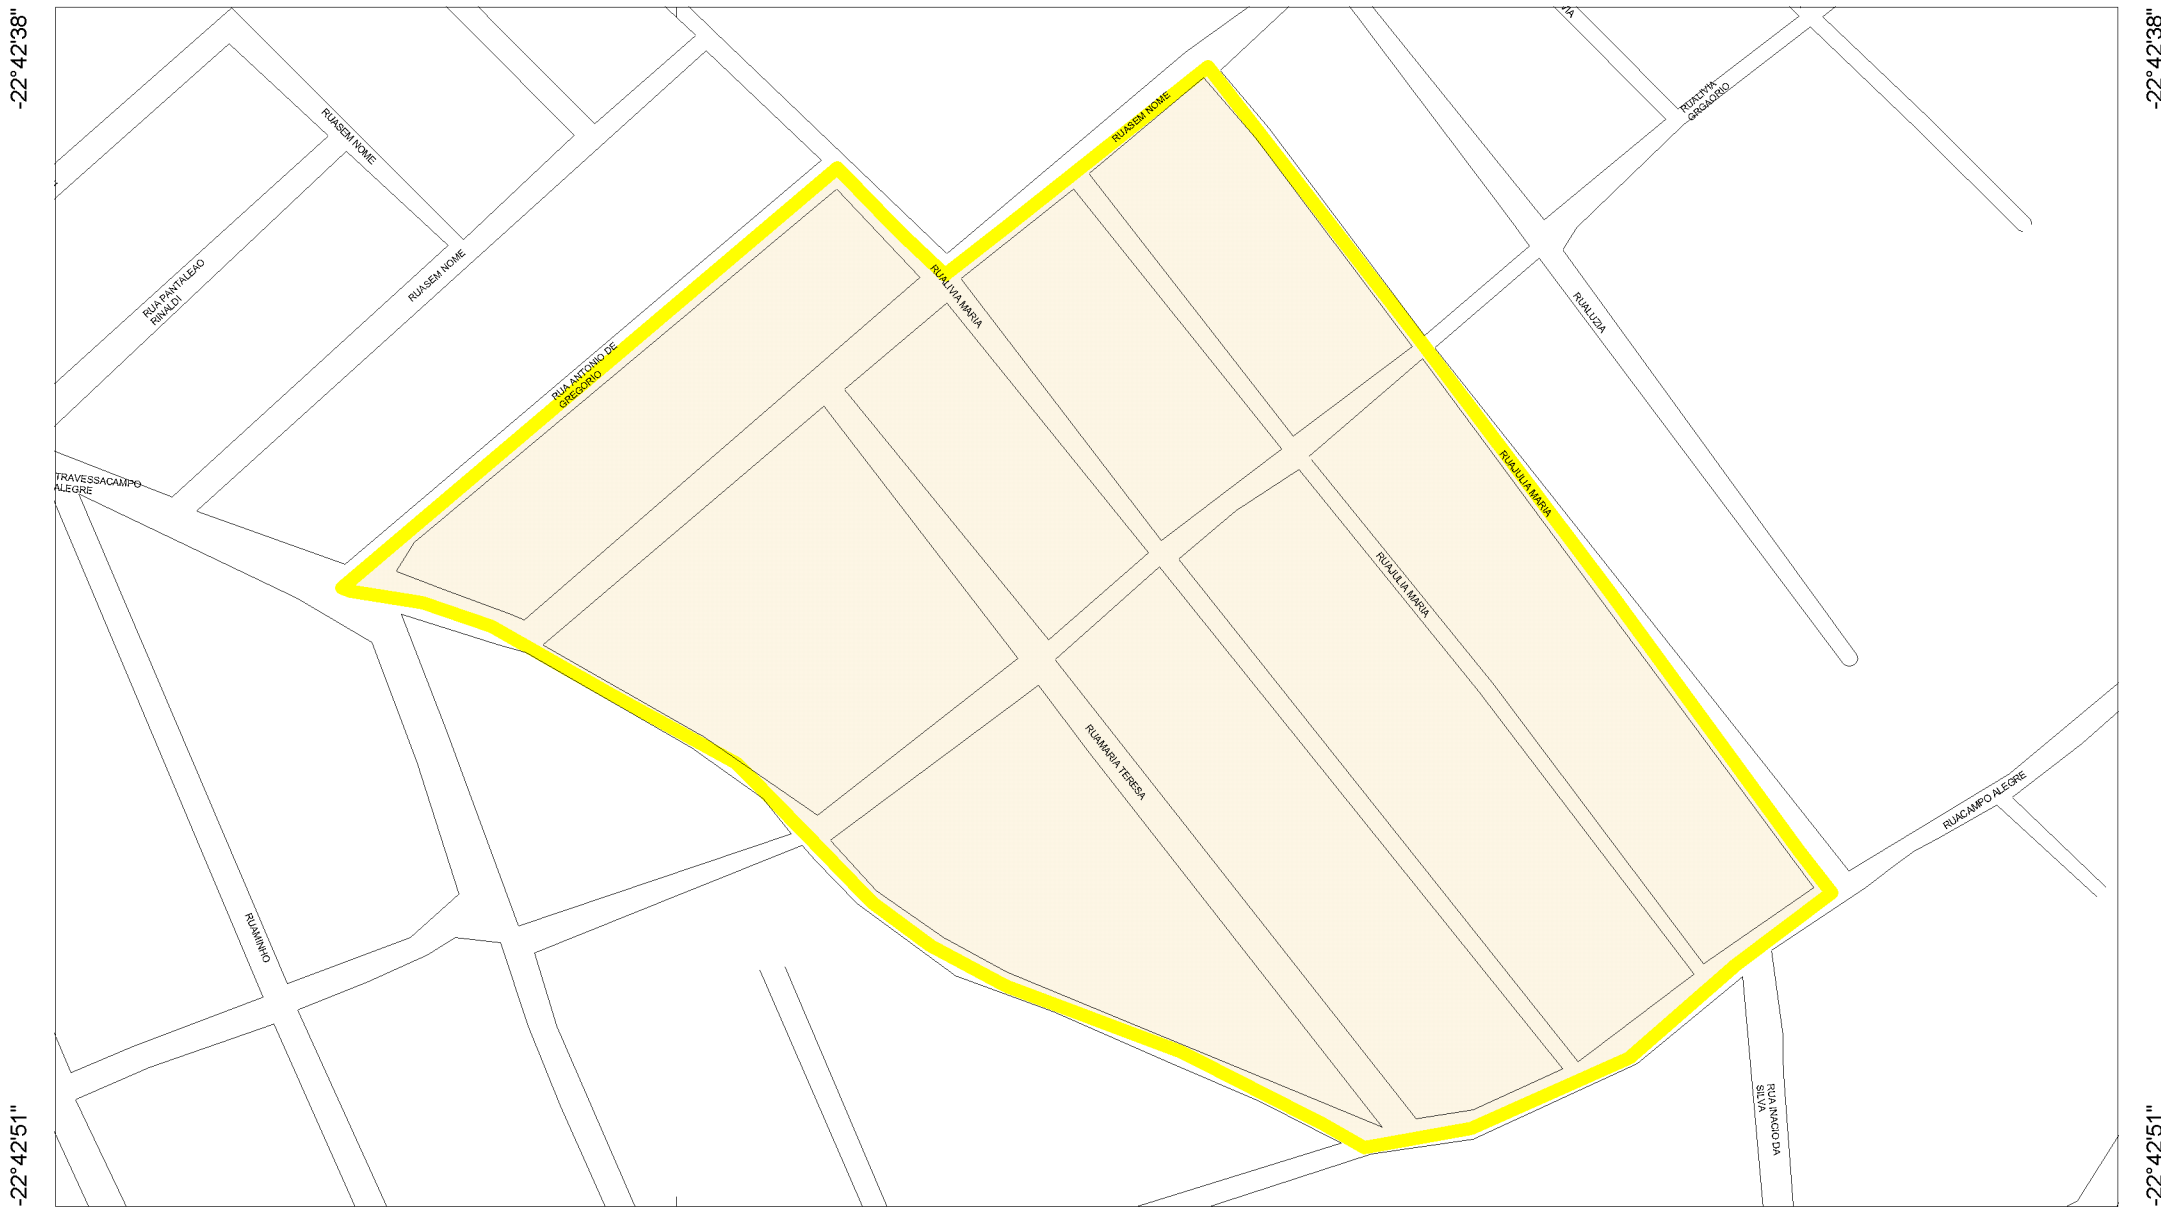 -22°42'38"
-22°42'38"
VIA
RUALIVIA
GRGAORIO
RUASEM NOME
RUASEM NOME
RUA PANTALEAO
RINALDI
RUASEM NOME
RUALIVIA MARIA
RUALUZIA
RUA ANTONIO DE
GREGORIO
TRAVESSACAMPO
ALEGRE
RUAJULIA MARIA
RUAJULIA MARIA
RUAMARIA TERESA
RUACAMPO ALEGRE
RUAMINHO
RUA INACIO DA
SILVA
-22°42'51"
-22°42'51"